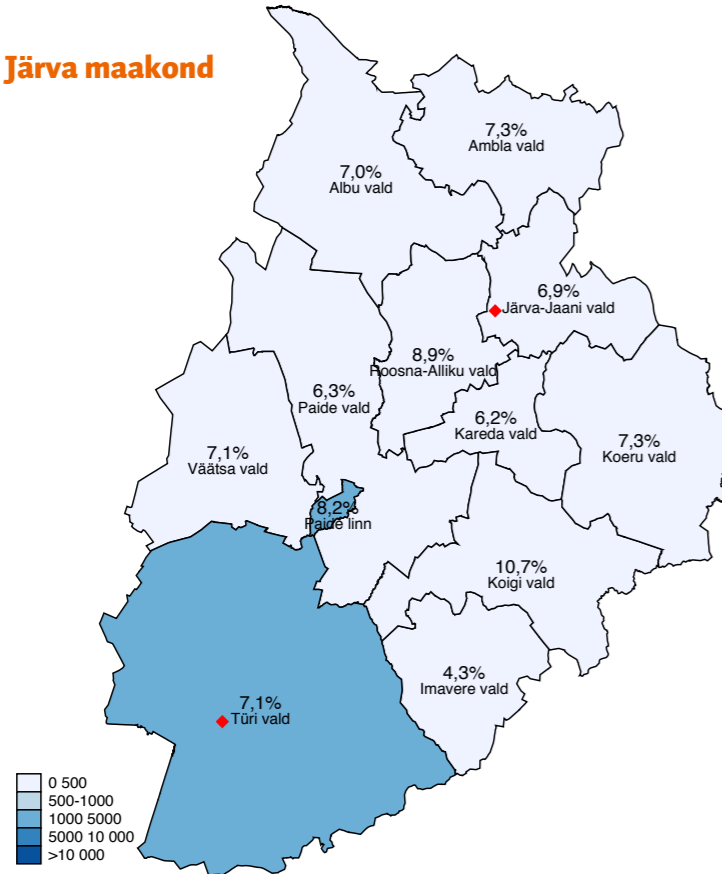 Järva maakond
7,3%
Ambla vald
7,0%
Albu vald
6,9%
Järva-Jaani vald
8,9%
Roosna-Alliku vald
6,3%
Paide vald
6,2%
Kareda vald
7,3%
Koeru vald
7,1%
Väätsa vald
8,2%
Paide linn
10,7%
Koigi vald
4,3%
Imavere vald
7,1%
Türi vald
0 500
500-1000
1000 5000
5000 10 000
>10 000